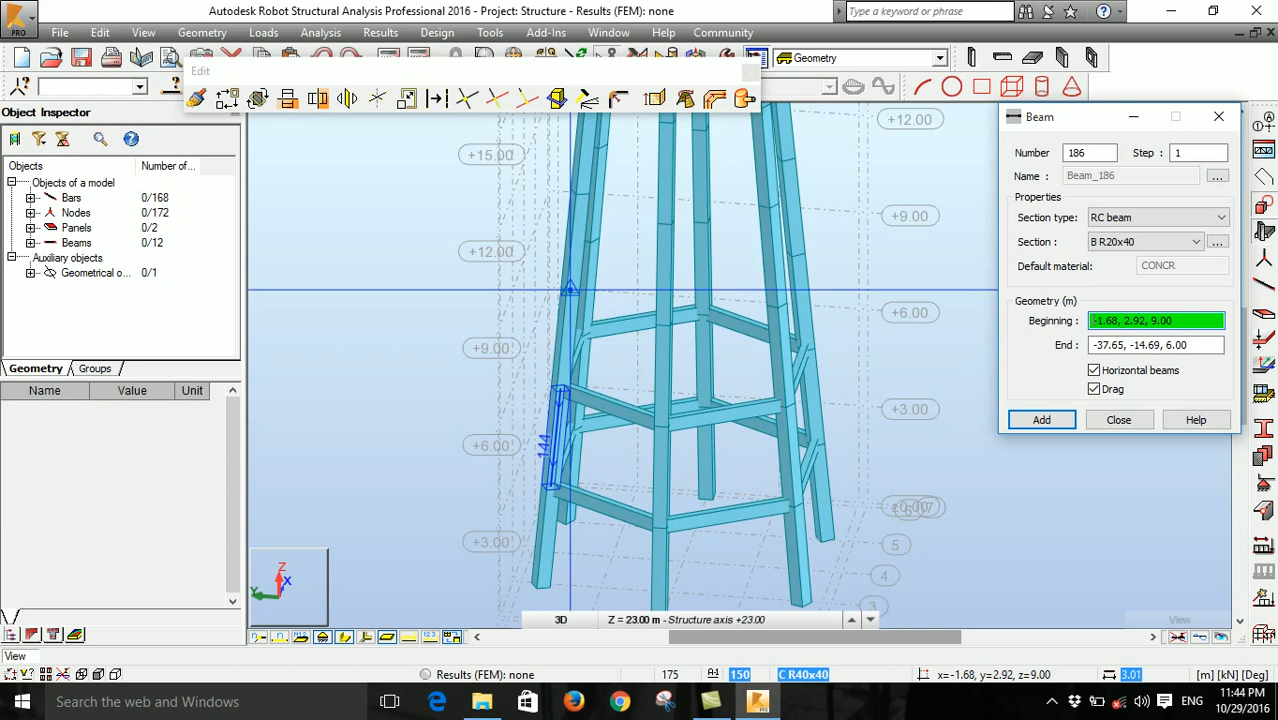 Autodesk Robot Structural Analysis Professional 2016 - Project: Structure - Results (FEM): none
Type a keyword or phrase
PRO
File Edit View Geometry Loads Analysis Results Design Tools Add-Ins Window Help Community
Geometry
Edit
Object Inspector
Objects Number of...
Objects of a model
Bars 0/168
Nodes 0/172
Panels 0/2
Beams 0/12
Auxiliary objects
Geometrical o... 0/1
Geometry Groups
Name Value Unit
+15.00
+12.00
+9.00
+6.00
+3.00
+12.00
+9.00
+6.00
+3.00
5
4
3
144
Z
X
Y
3D Z = 23.00 m - Structure axis +23.00
View
Beam
Number 186 Step : 1
Name : Beam_186 ...
Properties
Section type: RC beam
Section : B R20x40 ...
Default material: CONCR
Geometry (m)
Beginning : -1.68, 2.92, 9.00
End : -37.65, -14.69, 6.00
Horizontal beams
Drag
Add Close Help
View
Results (FEM): none 175 150 C R40x40 x=-1.68, y=2.92, z=9.00 3.01 [m] [kN] [Deg]
Search the web and Windows
ENG
11:44 PM
10/29/2016